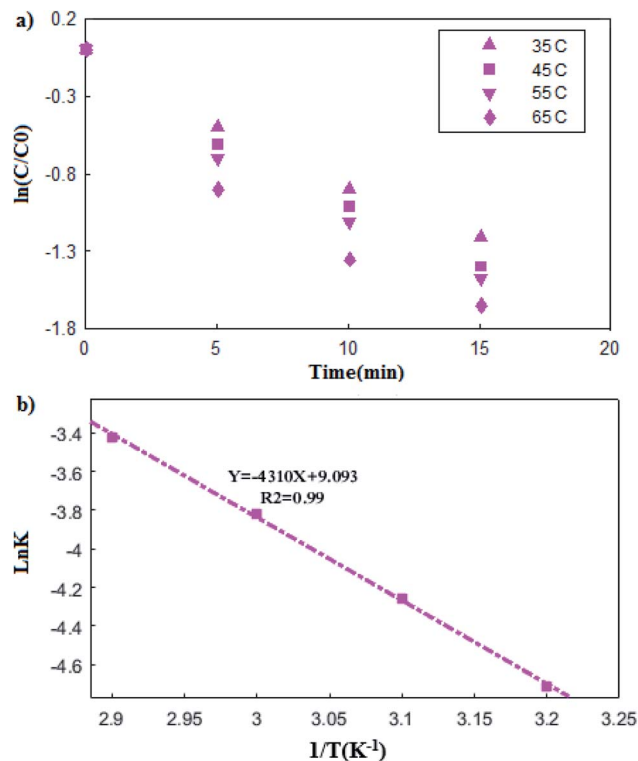 a)
0.2
-0.3
-0.8
-1.3
-1.8
ln(C/C0)
35 C
45 C
55 C
65 C
0 5 10 15 20
Time(min)
b)
-3.4
-3.6
-3.8
-4
-4.2
-4.4
-4.6
LnK
Y=-4310X+9.093
R2=0.99
2.9 2.95 3 3.05 3.1 3.15 3.2 3.25
1/T(K⁻¹)